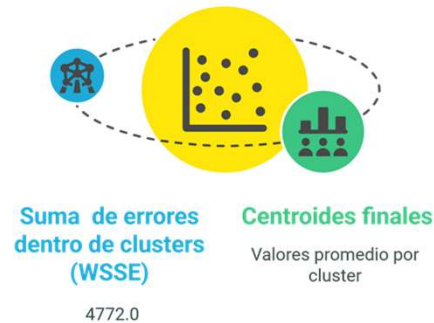 Suma de errores
dentro de clusters
(WSSE)
4772.0
Centroides finales
Valores promedio por
cluster